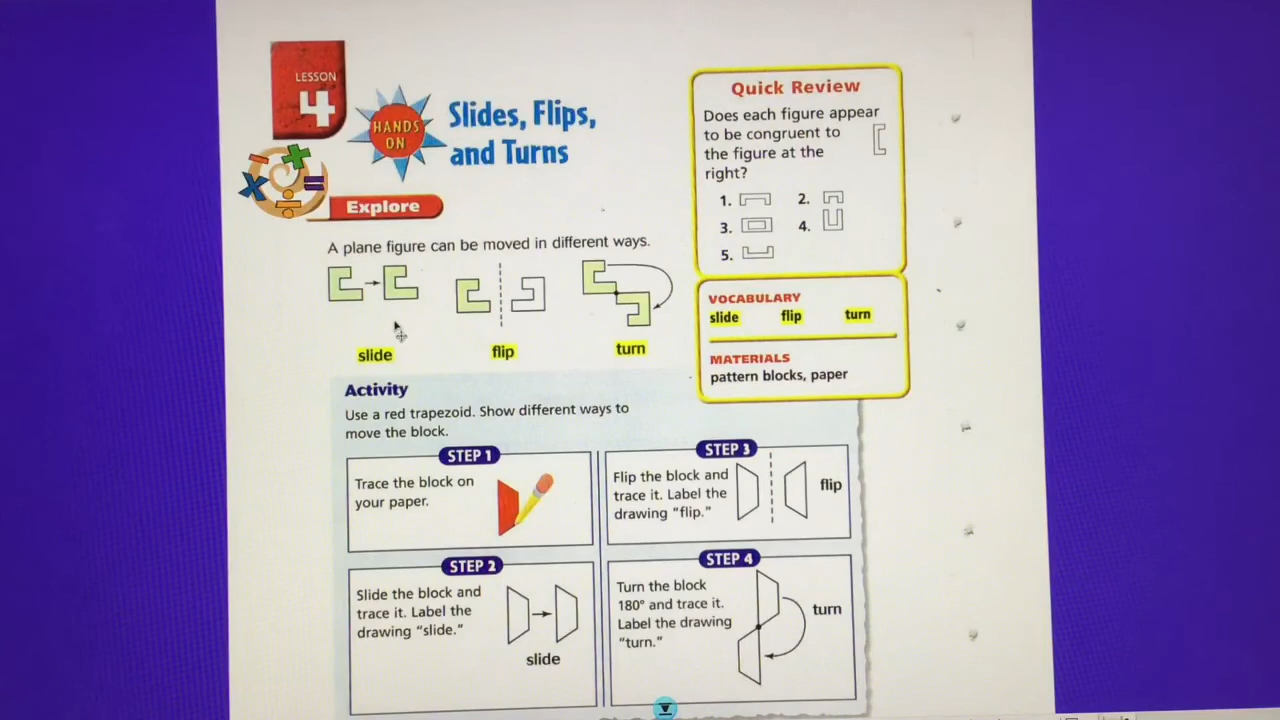 LESSON
4
HANDS
ON
Slides, Flips,
and Turns
Explore
A plane figure can be moved in different ways.
slide
flip
turn
Quick Review
Does each figure appear
to be congruent to
the figure at the
right?
1.
2.
3.
4.
5.
VOCABULARY
slide flip turn
MATERIALS
pattern blocks, paper
Activity
Use a red trapezoid. Show different ways to
move the block.
STEP 1
Trace the block on
your paper.
STEP 2
Slide the block and
trace it. Label the
drawing “slide.”
slide
STEP 3
Flip the block and
trace it. Label the
drawing “flip.”
flip
STEP 4
Turn the block
180° and trace it.
Label the drawing
“turn.”
turn